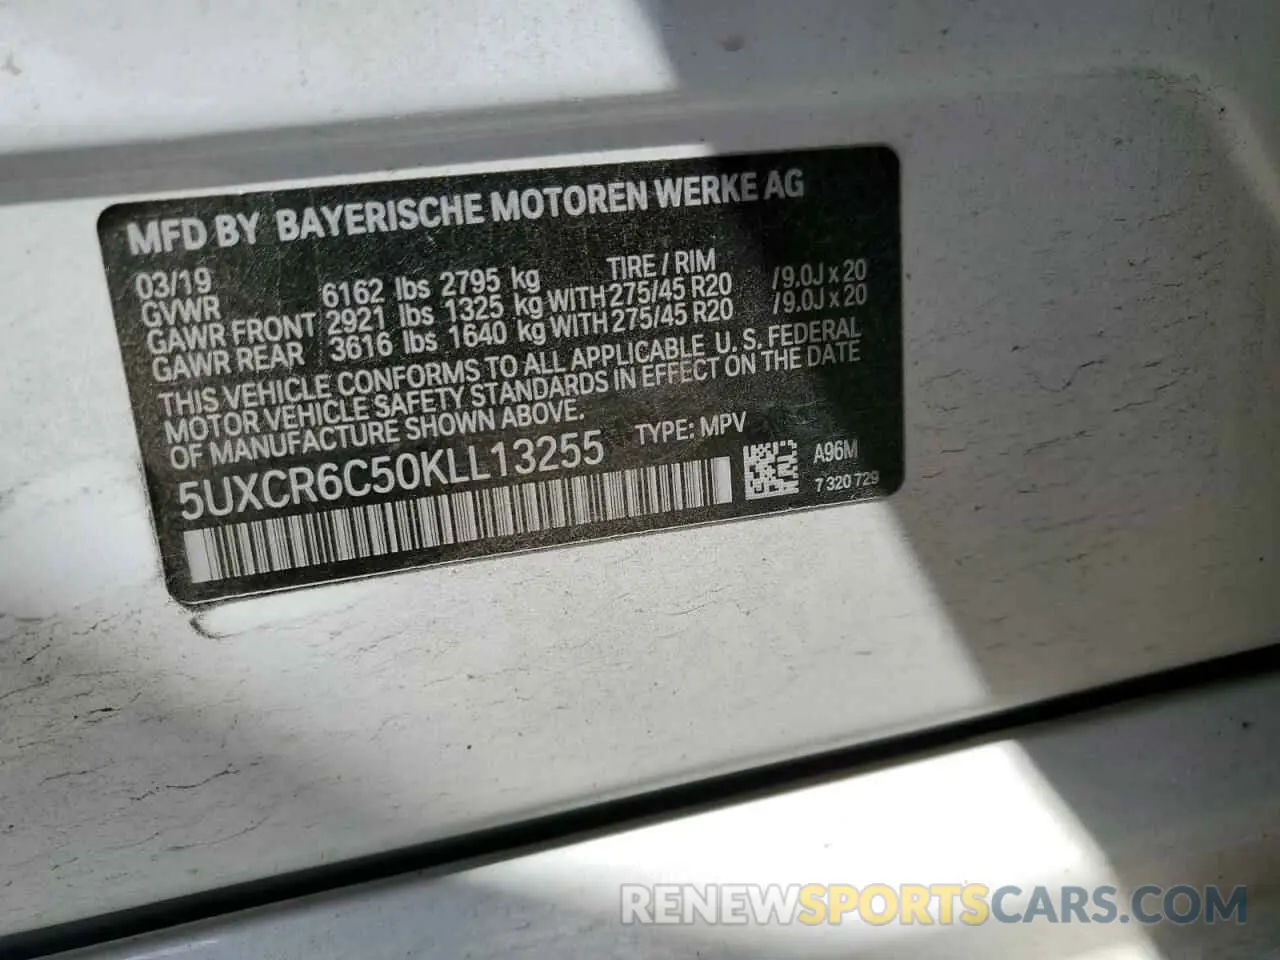 MFD BY BAYERISCHE MOTOREN WERKE AG
03/19 TIRE / RIM
GVWR 6162 lbs 2795 kg
GAWR FRONT 2921 lbs 1325 kg WITH 275/45 R20 /9.0J x 20
GAWR REAR 3616 lbs 1640 kg WITH 275/45 R20 /9.0J x 20
THIS VEHICLE CONFORMS TO ALL APPLICABLE U.S. FEDERAL
MOTOR VEHICLE SAFETY STANDARDS IN EFFECT ON THE DATE
OF MANUFACTURE SHOWN ABOVE.
5UXCR6C50KLL13255 TYPE: MPV
A96M
7 320 729
RENEWSPORTSCARS.COM